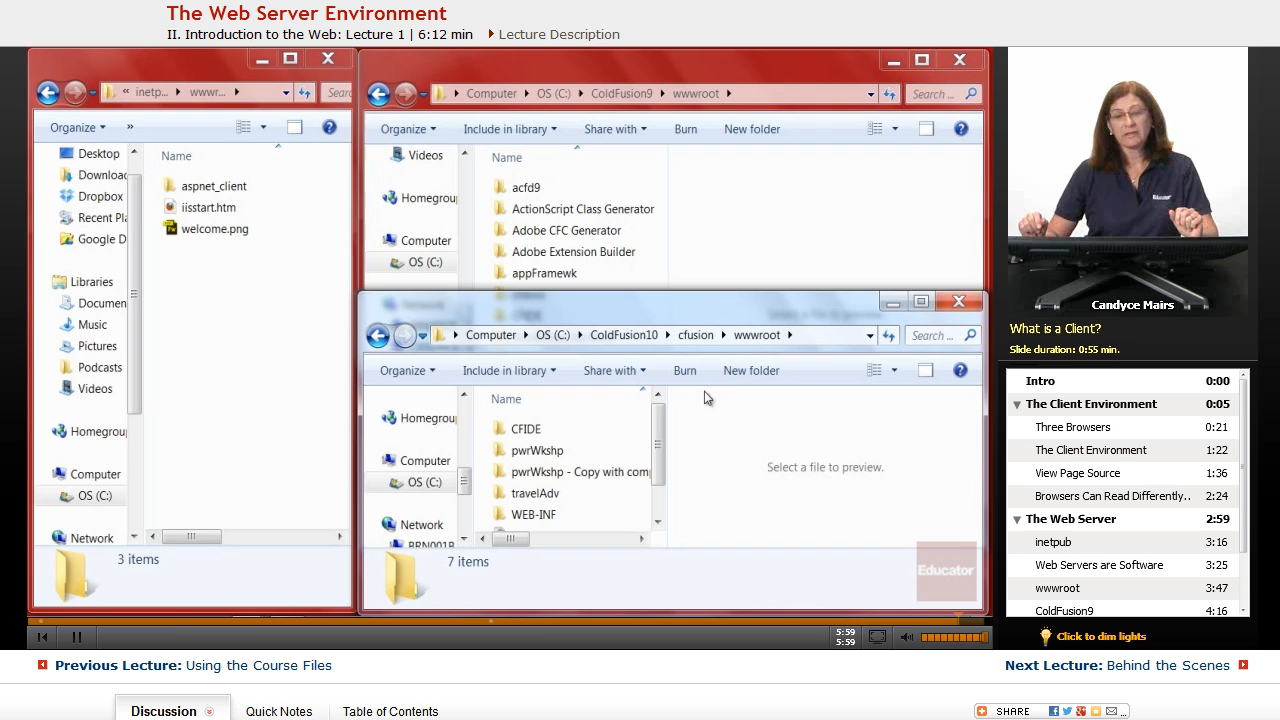 The Web Server Environment
II. Introduction to the Web: Lecture 1 | 6:12 min
Lecture Description
« inetp...
wwwr...
Sear
Organize
»
Desktop
Downloa
Dropbox
Recent Pl
Google D
Libraries
Documen
Music
Pictures
Podcasts
Videos
Homegrou
Computer
OS (C:)
Network
Name
aspnet_client
iisstart.htm
welcome.png
3 items
Computer
OS (C:)
ColdFusion9
wwwroot
Search ...
Organize
Include in library
Share with
Burn
New folder
Videos
Homegrou
Computer
OS (C:)
Name
acfd9
ActionScript Class Generator
Adobe CFC Generator
Adobe Extension Builder
appFramewk
Computer
OS (C:)
ColdFusion10
cfusion
wwwroot
Search ...
Organize
Include in library
Share with
Burn
New folder
Homegrou
Computer
OS (C:)
Network
Name
CFIDE
pwrWkshp
pwrWkshp - Copy with com
travelAdv
WEB-INF
Select a file to preview.
7 items
Educator
Candyce Mairs
What is a Client?
Slide duration: 0:55 min.
Intro 0:00
The Client Environment 0:05
Three Browsers 0:21
The Client Environment 1:22
View Page Source 1:36
Browsers Can Read Differently.. 2:24
The Web Server 2:59
inetpub 3:16
Web Servers are Software 3:25
wwwroot 3:47
ColdFusion9 4:16
Click to dim lights
5:59
5:59
Previous Lecture: Using the Course Files
Next Lecture: Behind the Scenes
Discussion
Quick Notes
Table of Contents
SHARE